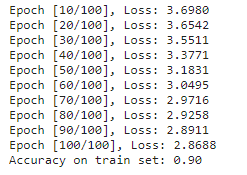 Epoch [10/100], Loss: 3.6980
Epoch [20/100], Loss: 3.6542
Epoch [30/100], Loss: 3.5511
Epoch [40/100], Loss: 3.3771
Epoch [50/100], Loss: 3.1831
Epoch [60/100], Loss: 3.0495
Epoch [70/100], Loss: 2.9716
Epoch [80/100], Loss: 2.9258
Epoch [90/100], Loss: 2.8911
Epoch [100/100], Loss: 2.8688
Accuracy on train set: 0.90